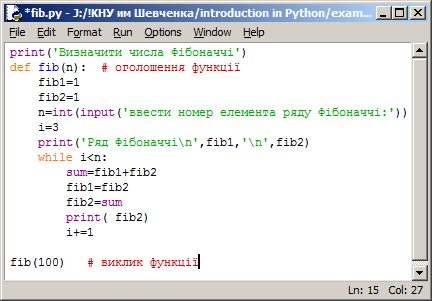 *fib.py - J:/!КНУ им Шевченка/introduction in Python/exam...
File Edit Format Run Options Window Help
print('Визначити числа Фібоначчі')
def fib(n):  # оголошення функції
    fib1=1
    fib2=1
    n=int(input('ввести номер елемента ряду Фібоначчі:'))
    i=3
    print('Ряд Фібоначчі\n',fib1,'\n',fib2)
    while i<n:
        sum=fib1+fib2
        fib1=fib2
        fib2=sum
        print( fib2)
        i+=1
fib(100)   # виклик функції
Ln: 15 Col: 27